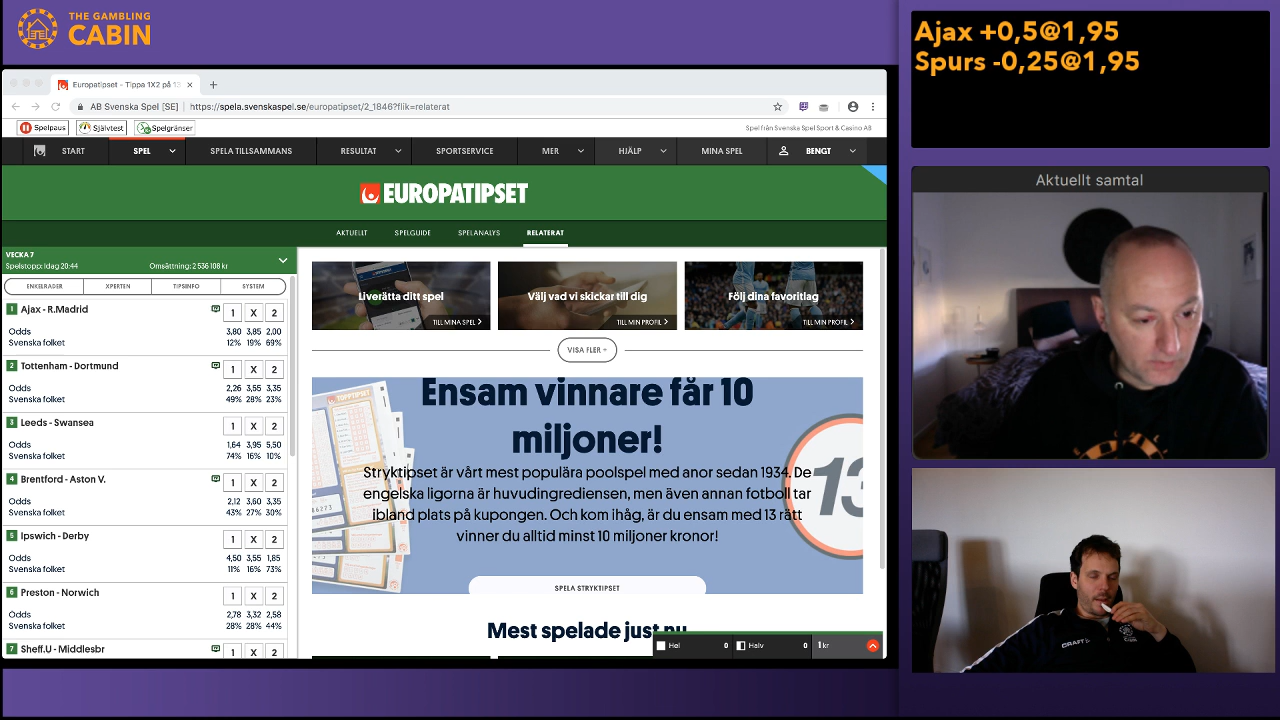 THE GAMBLING
CABIN
Ajax +0,5@1,95
Spurs -0,25@1,95
Europatipset - Tippa 1X2 på 13
AB Svenska Spel [SE] | https://spela.svenskaspel.se/europatipset/2_1846?flik=relaterat
Spelpaus
Självtest
Spelgränser
Spel från Svenska Spel Sport & Casino AB
START
SPEL
SPELA TILLSAMMANS
RESULTAT
SPORTSERVICE
MER
HJÄLP
MINA SPEL
BENGT
EUROPATIPSET
AKTUELLT
SPELGUIDE
SPELANALYS
RELATERAT
VECKA 7
Spelstopp: Idag 20:44
Omsättning: 2 536 108 kr
ENKELRADER
XPERTEN
TIPSINFO
SYSTEM
1 Ajax - R.Madrid 1 X 2
Odds 3,80 3,85 2,00
Svenska folket 12% 19% 69%
2 Tottenham - Dortmund 1 X 2
Odds 2,26 3,55 3,35
Svenska folket 49% 28% 23%
3 Leeds - Swansea 1 X 2
Odds 1,64 3,95 5,50
Svenska folket 74% 16% 10%
4 Brentford - Aston V. 1 X 2
Odds 2,12 3,60 3,35
Svenska folket 43% 27% 30%
5 Ipswich - Derby 1 X 2
Odds 4,50 3,55 1,85
Svenska folket 11% 16% 73%
6 Preston - Norwich 1 X 2
Odds 2,78 3,32 2,58
Svenska folket 28% 28% 44%
7 Sheff.U - Middlesbr 1 X 2
Liverätta ditt spel
TILL MINA SPEL
Välj vad vi skickar till dig
TILL MIN PROFIL
Följ dina favoritlag
TILL MIN PROFIL
VISA FLER
TOPPTIPSET
Ensam vinnare får 10
miljoner!
Stryktipset är vårt mest populära poolspel med anor sedan 1934. De
engelska ligorna är huvudingrediensen, men även annan fotboll tar
ibland plats på kupongen. Och kom ihåg, är du ensam med 13 rätt
vinner du alltid minst 10 miljoner kronor!
13
SPELA STRYKTIPSET
Mest spelade just nu
Hel 0
Halv 0
1 kr
Aktuellt samtal
CRAFT
CABIN